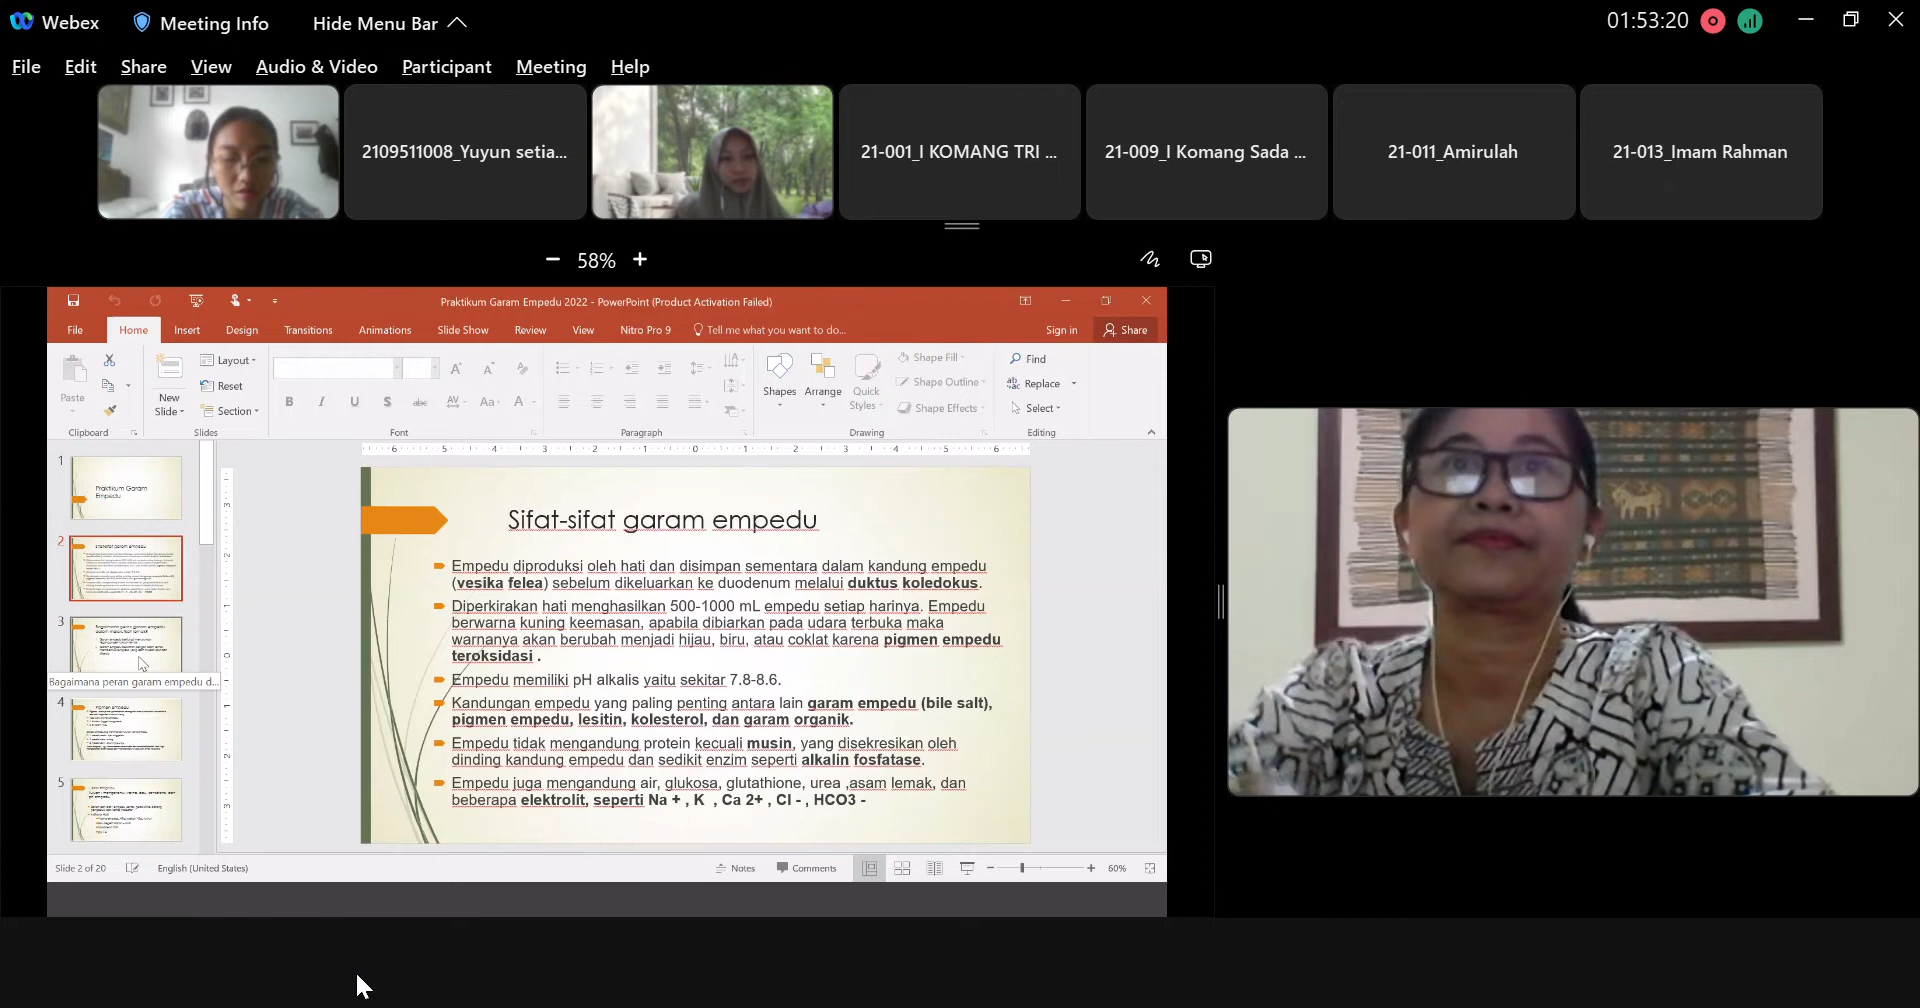 Webex
Meeting Info
Hide Menu Bar
01:53:20
File Edit Share View Audio & Video Participant Meeting Help
2109511008_Yuyun setia...
21-001_I KOMANG TRI ...
21-009_I Komang Sada ...
21-011_Amirulah
21-013_Imam Rahman
58%
Praktikum Garam Empedu 2022 - PowerPoint (Product Activation Failed)
File Home Insert Design Transitions Animations Slide Show Review View Nitro Pro 9 Tell me what you want to do... Sign in Share
Paste
New
Slide
Layout
Reset
Section
Shapes Arrange Quick
Styles
Shape Fill
Shape Outline
Shape Effects
Find
Replace
Select
Clipboard Slides Font Paragraph Drawing Editing
1
Praktikum Garam
Empedu
2
3
Bagaimana peran garam empedu d...
4
5
Sifat-sifat garam empedu
Empedu diproduksi oleh hati dan disimpan sementara dalam kandung empedu
(vesika felea) sebelum dikeluarkan ke duodenum melalui duktus koledokus.
Diperkirakan hati menghasilkan 500-1000 mL empedu setiap harinya. Empedu
berwarna kuning keemasan, apabila dibiarkan pada udara terbuka maka
warnanya akan berubah menjadi hijau, biru, atau coklat karena pigmen empedu
teroksidasi .
Empedu memiliki pH alkalis yaitu sekitar 7.8-8.6.
Kandungan empedu yang paling penting antara lain garam empedu (bile salt),
pigmen empedu, lesitin, kolesterol, dan garam organik.
Empedu tidak mengandung protein kecuali musin, yang disekresikan oleh
dinding kandung empedu dan sedikit enzim seperti alkalin fosfatase.
Empedu juga mengandung air, glukosa, glutathione, urea ,asam lemak, dan
beberapa elektrolit, seperti Na + , K , Ca 2+ , Cl - , HCO3 -
Slide 2 of 20 English (United States) Notes Comments 60%